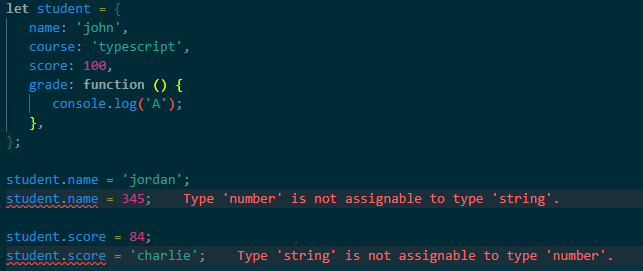 let student = {
name: 'john',
course: 'typescript',
score: 100,
grade: function () {
console.log('A');
},
};
student.name = 'jordan';
student.name = 345; Type 'number' is not assignable to type 'string'.
student.score = 84;
student.score = 'charlie'; Type 'string' is not assignable to type 'number'.